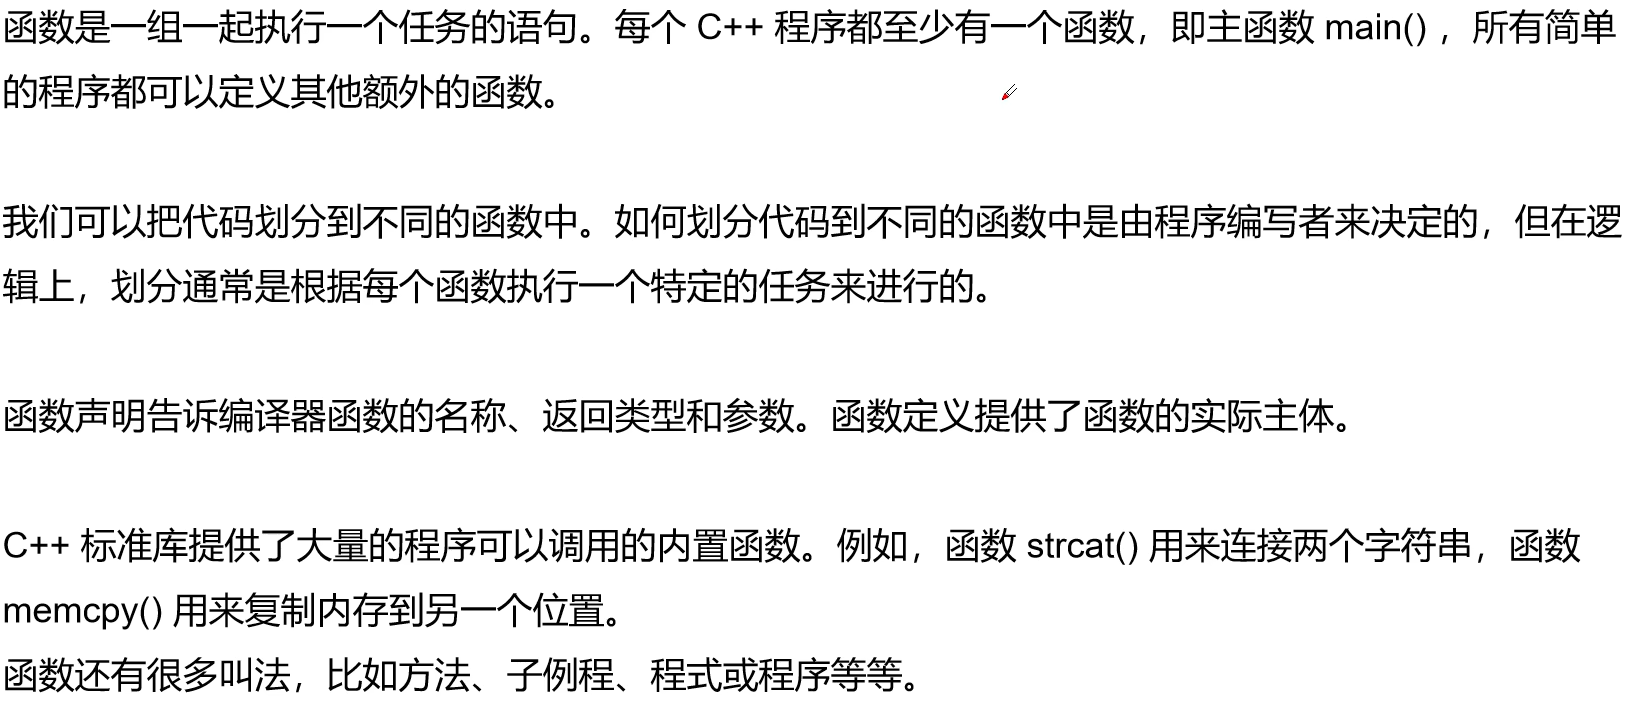 函数是一组一起执行一个任务的语句。每个 C++ 程序都至少有一个函数，即主函数 main() ，所有简单
的程序都可以定义其他额外的函数。
我们可以把代码划分到不同的函数中。如何划分代码到不同的函数中是由程序编写者来决定的，但在逻
辑上，划分通常是根据每个函数执行一个特定的任务来进行的。
函数声明告诉编译器函数的名称、返回类型和参数。函数定义提供了函数的实际主体。
C++ 标准库提供了大量的程序可以调用的内置函数。例如，函数 strcat() 用来连接两个字符串，函数
memcpy() 用来复制内存到另一个位置。
函数还有很多叫法，比如方法、子例程、程式或程序等等。